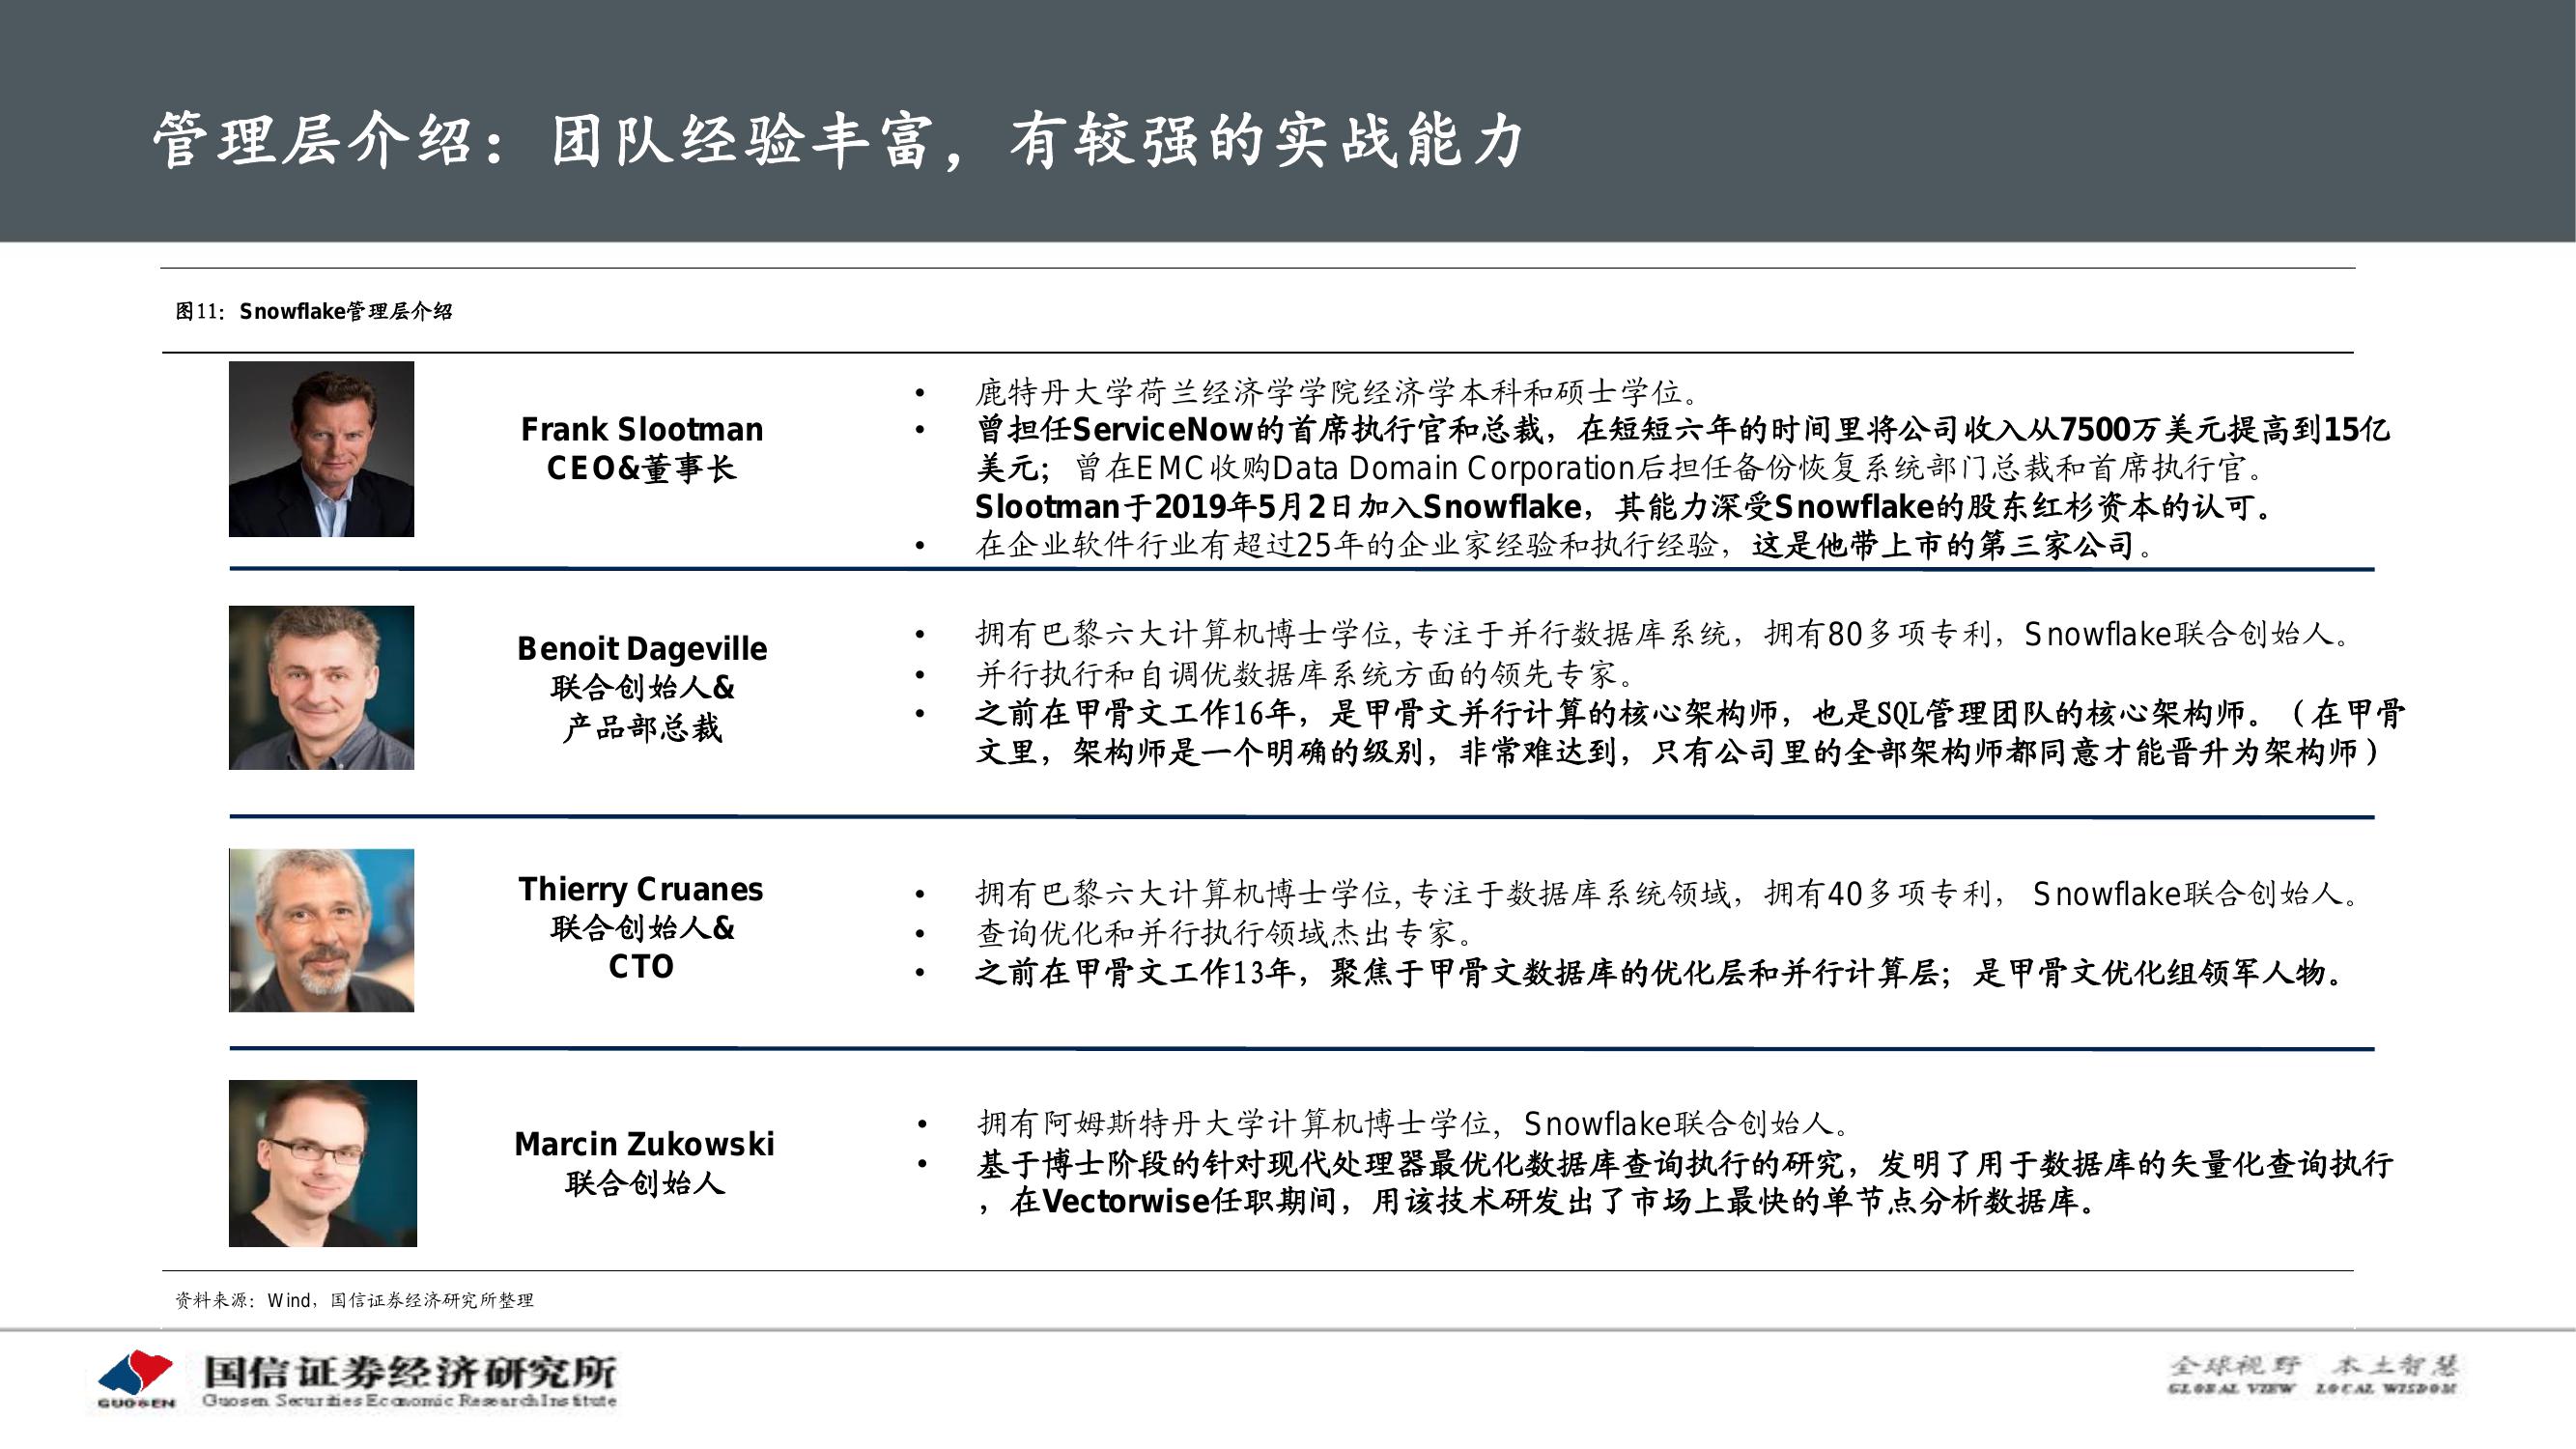 管理层介绍：团队经验丰富，有较强的实战能力
图11：Snowflake管理层介绍
Frank Slootman
CEO&董事长
• 鹿特丹大学荷兰经济学学院经济学本科和硕士学位。
• 曾担任ServiceNow的首席执行官和总裁，在短短六年的时间里将公司收入从7500万美元提高到15亿
美元；曾在EMC收购Data Domain Corporation后担任备份恢复系统部门总裁和首席执行官。
Slootman于2019年5月2日加入Snowflake，其能力深受Snowflake的股东红杉资本的认可。
• 在企业软件行业有超过25年的企业家经验和执行经验，这是他带上市的第三家公司。
Benoit Dageville
联合创始人&
产品部总裁
• 拥有巴黎六大计算机博士学位,专注于并行数据库系统，拥有80多项专利，Snowflake联合创始人。
• 并行执行和自调优数据库系统方面的领先专家。
• 之前在甲骨文工作16年，是甲骨文并行计算的核心架构师，也是SQL管理团队的核心架构师。（在甲骨
文里，架构师是一个明确的级别，非常难达到，只有公司里的全部架构师都同意才能晋升为架构师）
Thierry Cruanes
联合创始人&
CTO
• 拥有巴黎六大计算机博士学位,专注于数据库系统领域，拥有40多项专利， Snowflake联合创始人。
• 查询优化和并行执行领域杰出专家。
• 之前在甲骨文工作13年，聚焦于甲骨文数据库的优化层和并行计算层；是甲骨文优化组领军人物。
Marcin Zukowski
联合创始人
• 拥有阿姆斯特丹大学计算机博士学位，Snowflake联合创始人。
• 基于博士阶段的针对现代处理器最优化数据库查询执行的研究，发明了用于数据库的矢量化查询执行
，在Vectorwise任职期间，用该技术研发出了市场上最快的单节点分析数据库。
资料来源：Wind，国信证券经济研究所整理
GUOSEN
国信证券经济研究所
Guosen Securities Economic Research Institute
全球视野 本土智慧
GLOBAL VIEW LOCAL WISDOM